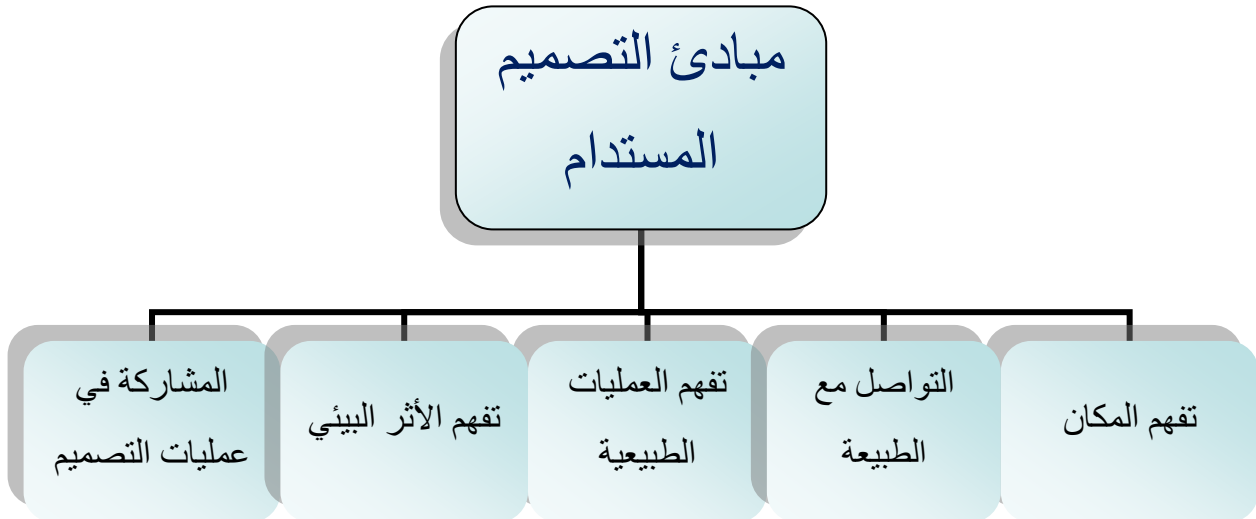 مبادئ التصميم
المستدام
تفهم المكان
التواصل مع
الطبيعة
تفهم العمليات
الطبيعية
تفهم الأثر البيئي
المشاركة في
عمليات التصميم